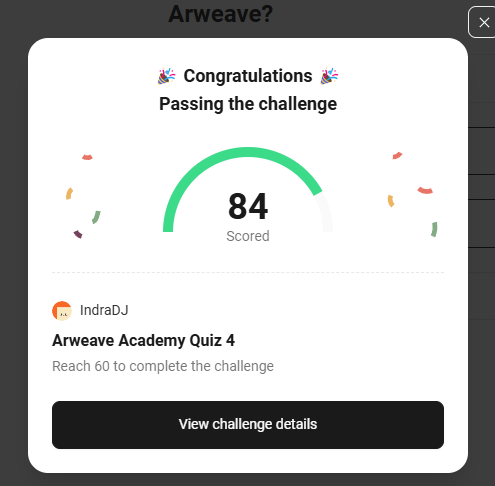 Arweave?
🎉 Congratulations 🎉
Passing the challenge
84
Scored
IndraDJ
Arweave Academy Quiz 4
Reach 60 to complete the challenge
View challenge details